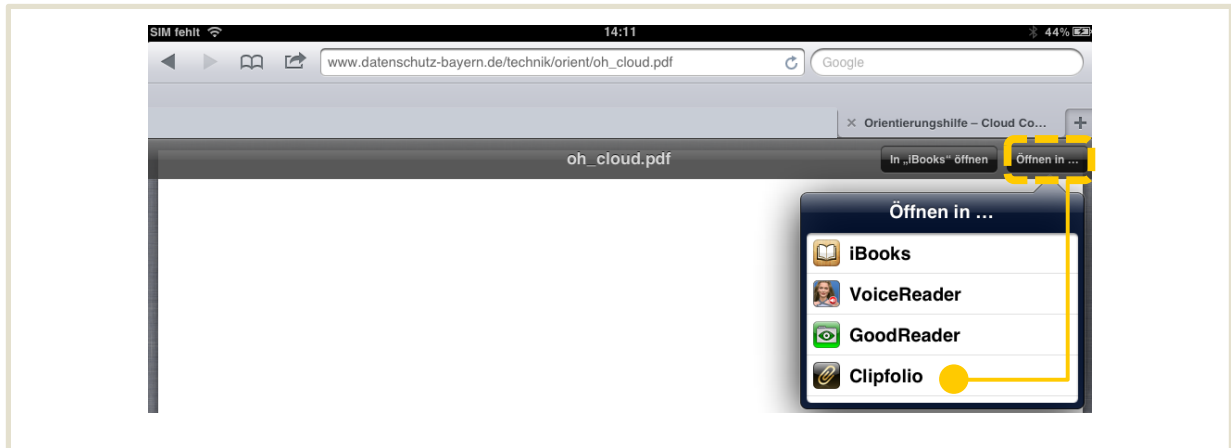 SIM fehlt 14:11 44%
www.datenschutz-bayern.de/technik/orient/oh_cloud.pdf Google
× Orientierungshilfe – Cloud Co... +
oh_cloud.pdf In „iBooks“ öffnen Öffnen in ...
Öffnen in ...
iBooks
VoiceReader
GoodReader
Clipfolio